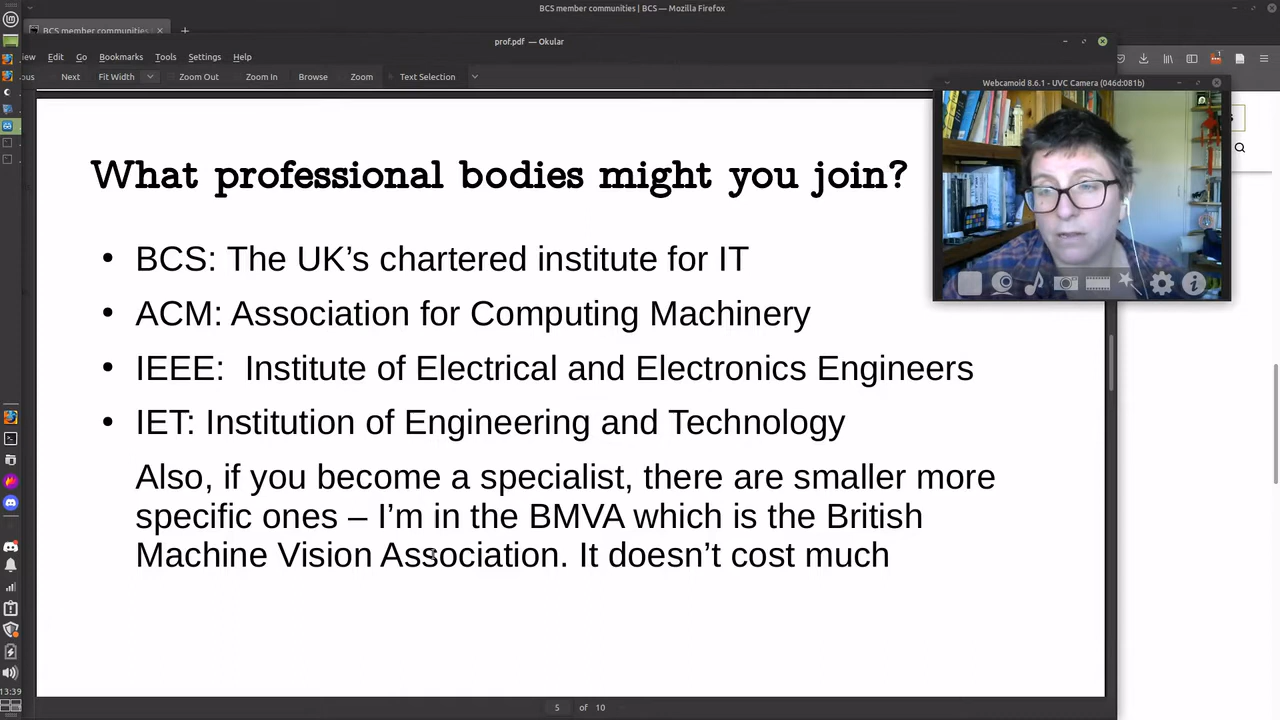 BCS member communities | BCS — Mozilla Firefox
BCS member communities
prof.pdf — Okular
iew Edit Go Bookmarks Tools Settings Help
ous Next Fit Width Zoom Out Zoom In Browse Zoom Text Selection
Webcamoid 8.6.1 - UVC Camera (046d:081b)
What professional bodies might you join?
• BCS: The UK’s chartered institute for IT
• ACM: Association for Computing Machinery
• IEEE: Institute of Electrical and Electronics Engineers
• IET: Institution of Engineering and Technology
Also, if you become a specialist, there are smaller more
specific ones – I’m in the BMVA which is the British
Machine Vision Association. It doesn’t cost much
13:39
5 of 10